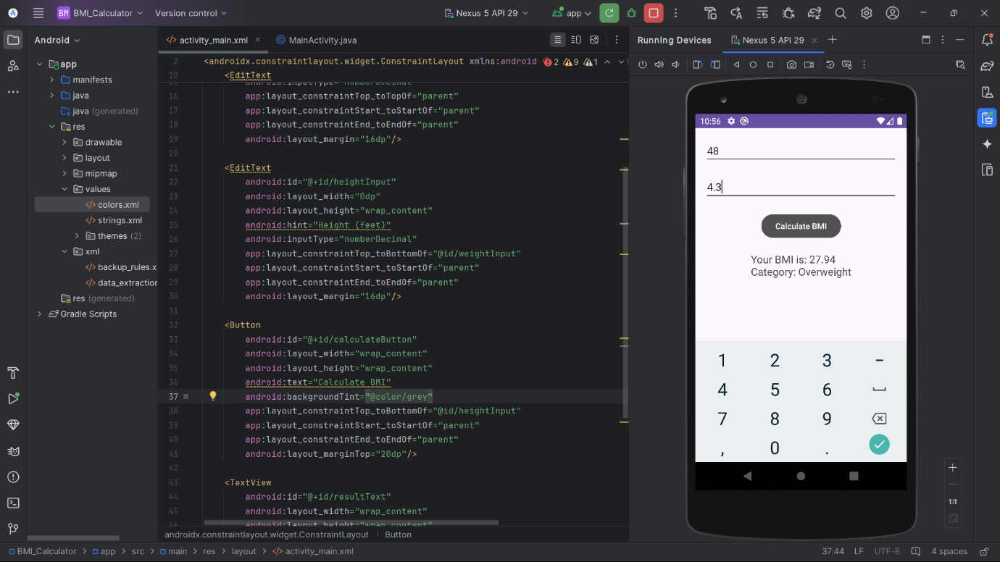 BM BMI_Calculator Version control Nexus 5 API 29 app
Android
app
manifests
java
java (generated)
res
drawable
layout
mipmap
values
</> colors.xml
</> strings.xml
themes (2)
xml
</> backup_rules.x
</> data_extraction
res (generated)
Gradle Scripts
</> activity_main.xml MainActivity.java
2 <androidx.constraintlayout.widget.ConstraintLayout xmlns:android 2 9 1
10 <EditText
android:inputType="numberDecimal"
16 app:layout_constraintTop_toTopOf="parent"
17 app:layout_constraintStart_toStartOf="parent"
18 app:layout_constraintEnd_toEndOf="parent"
19 android:layout_margin="16dp"/>
20
21 <EditText
22 android:id="@+id/heightInput"
23 android:layout_width="0dp"
24 android:layout_height="wrap_content"
25 android:hint="Height (feet)"
26 android:inputType="numberDecimal"
27 app:layout_constraintTop_toBottomOf="@id/weightInput"
28 app:layout_constraintStart_toStartOf="parent"
29 app:layout_constraintEnd_toEndOf="parent"
30 android:layout_margin="16dp"/>
31
32 <Button
33 android:id="@+id/calculateButton"
34 android:layout_width="wrap_content"
35 android:layout_height="wrap_content"
36 android:text="Calculate BMI"
37 android:backgroundTint="@color/grey"
38 app:layout_constraintTop_toBottomOf="@id/heightInput"
39 app:layout_constraintStart_toStartOf="parent"
40 app:layout_constraintEnd_toEndOf="parent"
41 android:layout_marginTop="20dp"/>
42
43 <TextView
44 android:id="@+id/resultText"
45 android:layout_width="wrap_content"
46 android:layout_height="wrap_content"
androidx.constraintlayout.widget.ConstraintLayout › Button
Running Devices Nexus 5 API 29
10:56
48
4.3
Calculate BMI
Your BMI is: 27.94
Category: Overweight
1 2 3 -
4 5 6
7 8 9
, 0 .
1:1
BMI_Calculator › app › src › main › res › layout › </> activity_main.xml 37:44 LF UTF-8 4 spaces